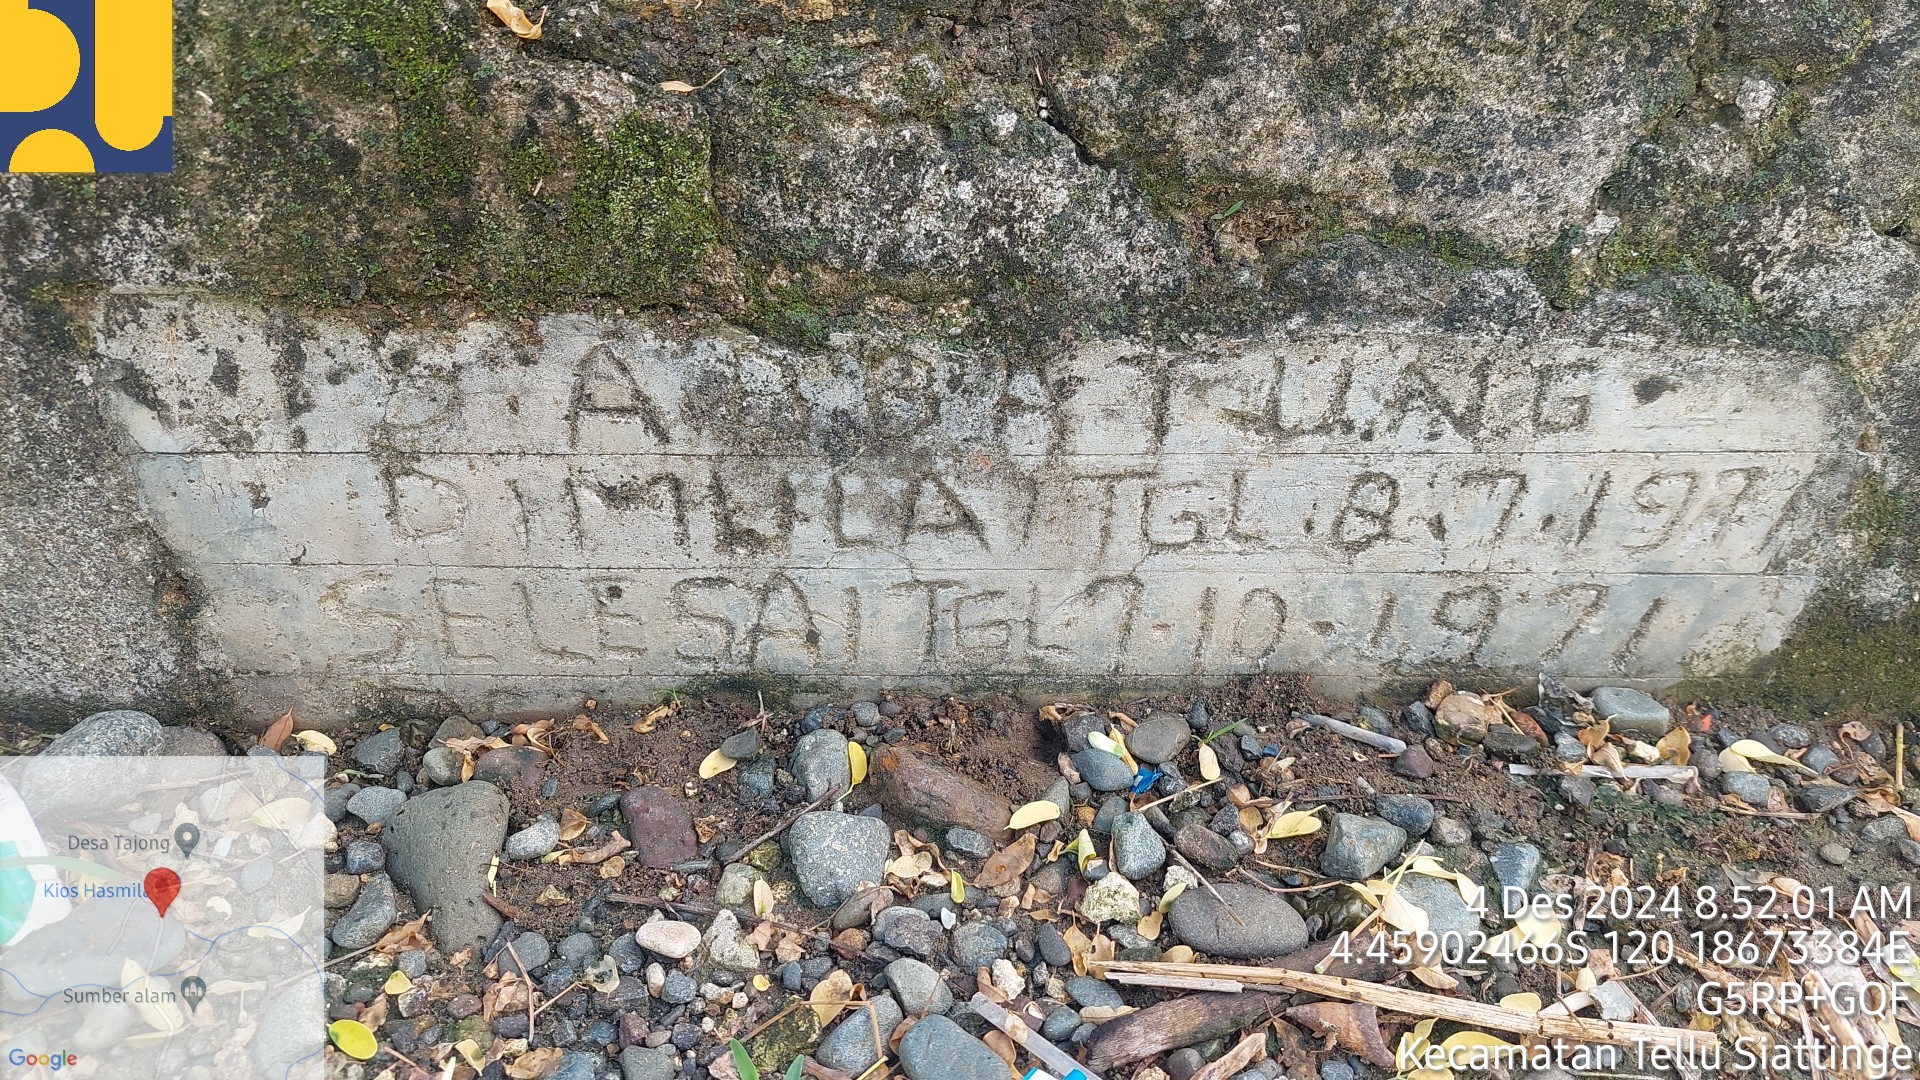 DIMULAI TGL . 8 . 7 . 1971
SELESAI TGL 7 . 10 . 1971
Desa Tajong
Kios Hasmila
Sumber alam
Google
4 Des 2024 8.52.01 AM
4.45902466S 120.18673384E
G5RP+GQF
Kecamatan Tellu Siattinge